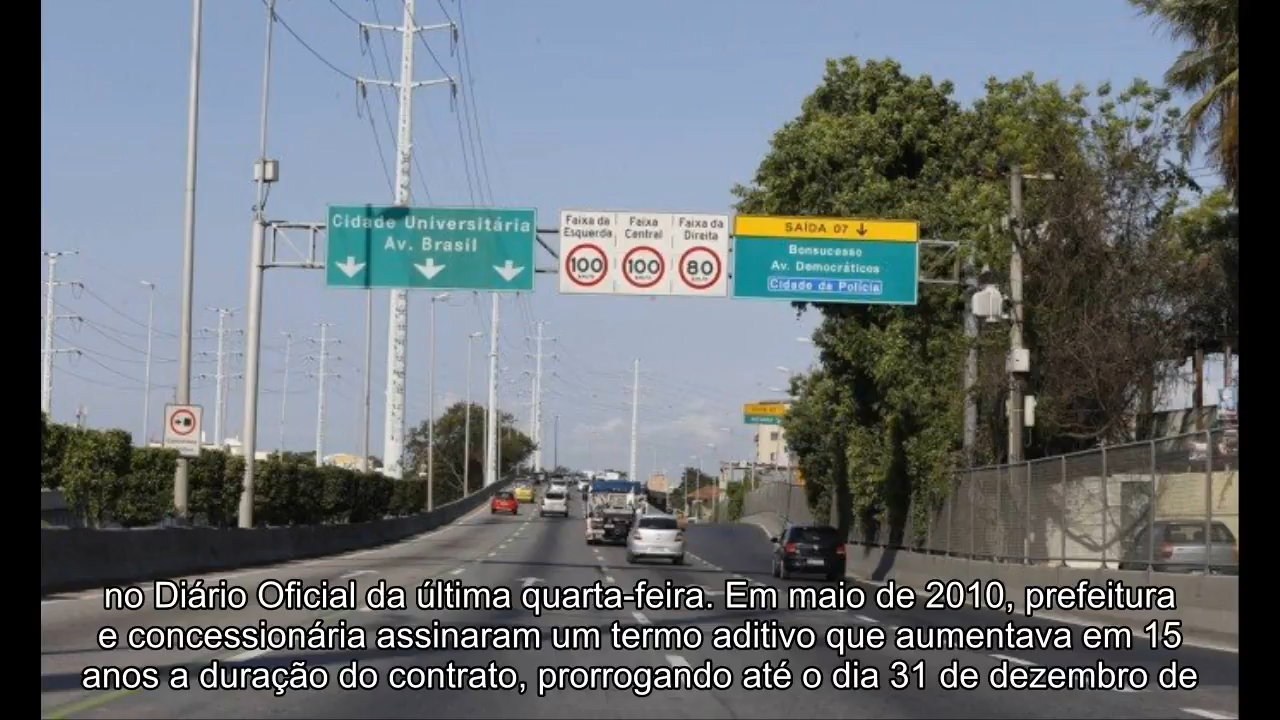 Cidade Universitária
Av. Brasil
Faixa da Esquerda
100
Faixa Central
100
Faixa da Direita
80
SAÍDA 07
Bonsucesso
Av. Democráticos
Cidade da Polícia
no Diário Oficial da última quarta-feira. Em maio de 2010, prefeitura
e concessionária assinaram um termo aditivo que aumentava em 15
anos a duração do contrato, prorrogando até o dia 31 de dezembro de